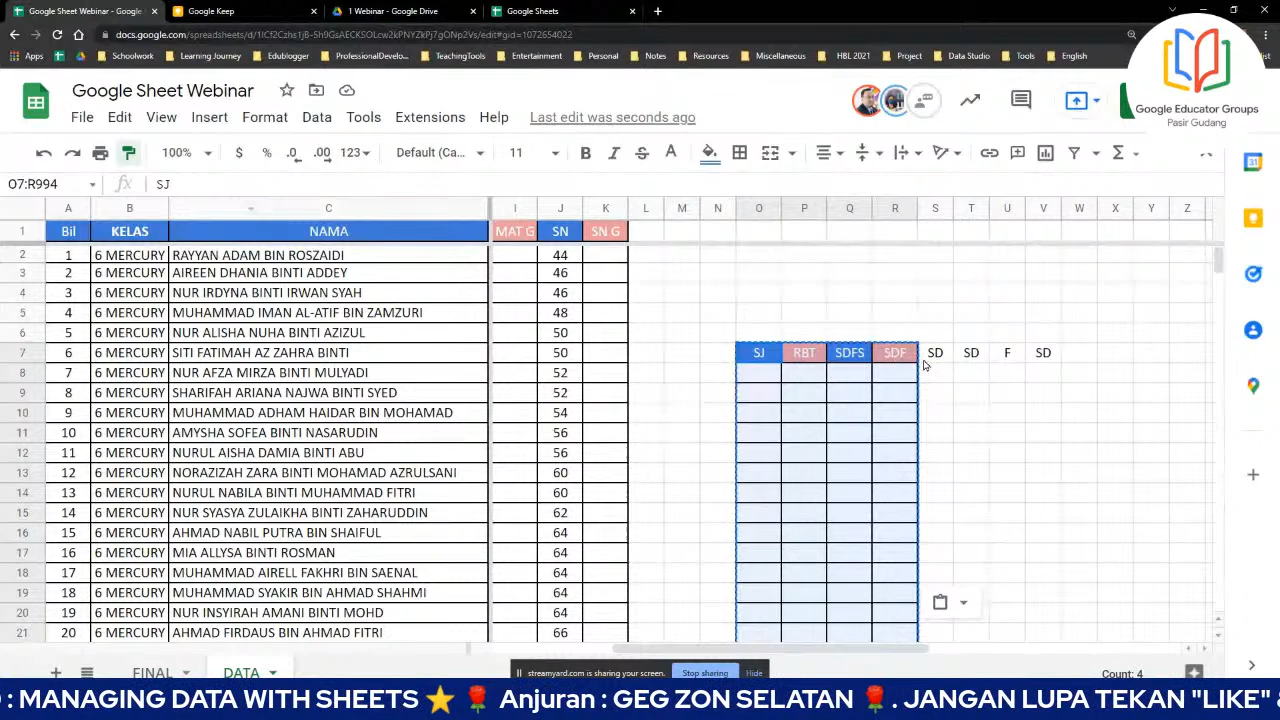 Google Sheet Webinar - Google
Google Keep
1 Webinar - Google Drive
Google Sheets
Apps
Schoolwork
Learning Journey
Edublogger
ProfessionalDevelo...
TeachingTools
Entertainment
Personal
Notes
Resources
Miscellaneous
HBL 2021
Project
Data Studio
Tools
English
Google Educator Groups
Pasir Gudang
Google Sheet Webinar
File Edit View Insert Format Data Tools Extensions Help Last edit was seconds ago
100% $ % .0 .00 123 Default (Ca... 11 B I S A
O7:R994 fx SJ
A B C I J K L M N O P Q R S T U V W X Y Z
1 Bil KELAS NAMA MAT G SN SN G
2 1 6 MERCURY RAYYAN ADAM BIN ROSZAIDI 44
3 2 6 MERCURY AIREEN DHANIA BINTI ADDEY 46
4 3 6 MERCURY NUR IRDYNA BINTI IRWAN SYAH 46
5 4 6 MERCURY MUHAMMAD IMAN AL-ATIF BIN ZAMZURI 48
6 5 6 MERCURY NUR ALISHA NUHA BINTI AZIZUL 50
7 6 6 MERCURY SITI FATIMAH AZ ZAHRA BINTI 50 SJ RBT SDFS SDF SD SD F SD
8 7 6 MERCURY NUR AFZA MIRZA BINTI MULYADI 52
9 8 6 MERCURY SHARIFAH ARIANA NAJWA BINTI SYED 52
10 9 6 MERCURY MUHAMMAD ADHAM HAIDAR BIN MOHAMAD 54
11 10 6 MERCURY AMYSHA SOFEA BINTI NASARUDIN 56
12 11 6 MERCURY NURUL AISHA DAMIA BINTI ABU 56
13 12 6 MERCURY NORAZIZAH ZARA BINTI MOHAMAD AZRULSANI 60
14 13 6 MERCURY NURUL NABILA BINTI MUHAMMAD FITRI 60
15 14 6 MERCURY NUR SYASYA ZULAIKHA BINTI ZAHARUDDIN 62
16 15 6 MERCURY AHMAD NABIL PUTRA BIN SHAIFUL 64
17 16 6 MERCURY MIA ALLYSA BINTI ROSMAN 64
18 17 6 MERCURY MUHAMMAD AIRELL FAKHRI BIN SAENAL 64
19 18 6 MERCURY MUHAMMAD SYAKIR BIN AHMAD SHAHMI 64
20 19 6 MERCURY NUR INSYIRAH AMANI BINTI MOHD 64
21 20 6 MERCURY AHMAD FIRDAUS BIN AHMAD FITRI 66
FINAL DATA
streamyard.com is sharing your screen. Stop sharing Hide
Count: 4
: MANAGING DATA WITH SHEETS ⭐ 🌹 Anjuran : GEG ZON SELATAN 🌹. JANGAN LUPA TEKAN "LIKE"